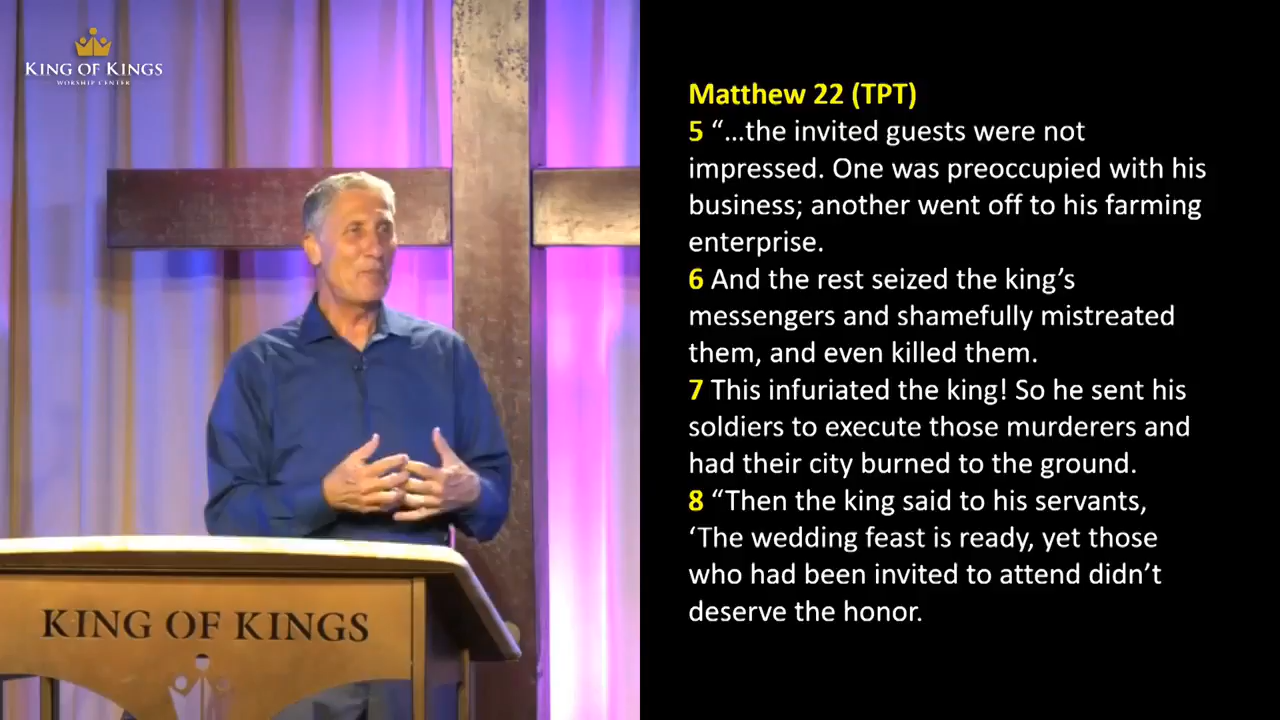 KING OF KINGS
WORSHIP CENTER
Matthew 22 (TPT)
5 “...the invited guests were not
impressed. One was preoccupied with his
business; another went off to his farming
enterprise.
6 And the rest seized the king’s
messengers and shamefully mistreated
them, and even killed them.
7 This infuriated the king! So he sent his
soldiers to execute those murderers and
had their city burned to the ground.
8 “Then the king said to his servants,
‘The wedding feast is ready, yet those
who had been invited to attend didn’t
deserve the honor.
KING OF KINGS